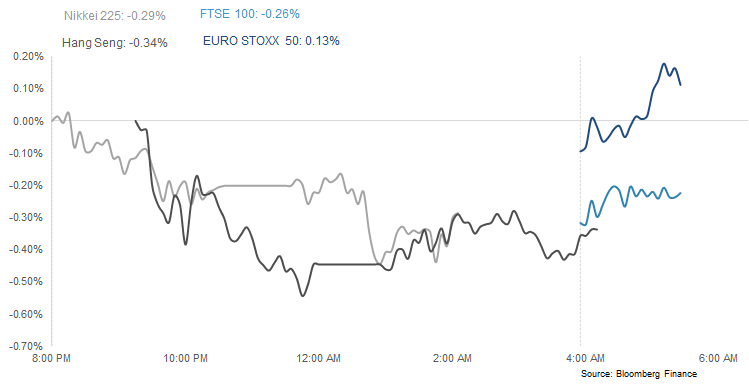 Nikkei 225: -0.29% FTSE 100: -0.26%
Hang Seng: -0.34% EURO STOXX 50: 0.13%
0.20%
0.10%
0.00%
-0.10%
-0.20%
-0.30%
-0.40%
-0.50%
-0.60%
-0.70%
8:00 PM 10:00 PM 12:00 AM 2:00 AM 4:00 AM 6:00 AM
Source: Bloomberg Finance